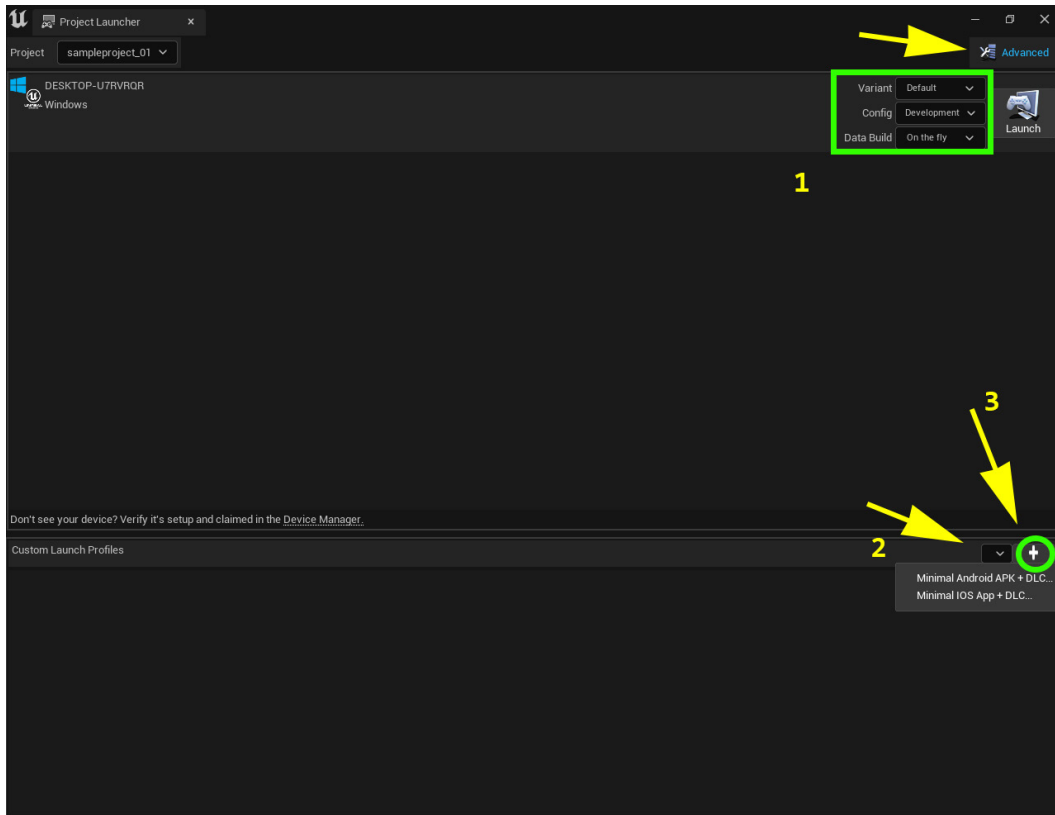 Project Launcher
Project sampleproject_01
Advanced
DESKTOP-U7RVRQR
Windows
Variant Default
Config Development
Data Build On the fly
Launch
1
3
Don't see your device? Verify it's setup and claimed in the Device Manager.
2
Custom Launch Profiles
Minimal Android APK + DLC...
Minimal IOS App + DLC...